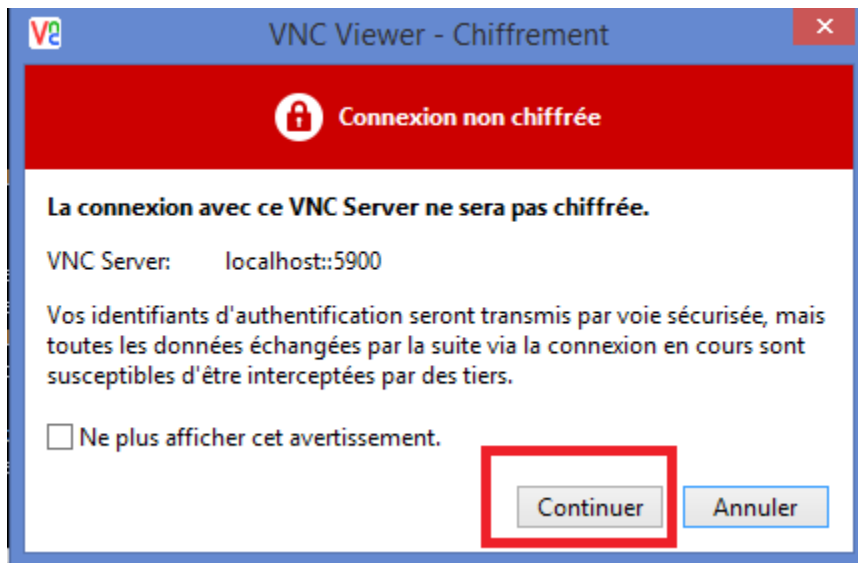 VNC Viewer - Chiffrement
Connexion non chiffrée
La connexion avec ce VNC Server ne sera pas chiffrée.
VNC Server: localhost::5900
Vos identifiants d'authentification seront transmis par voie sécurisée, mais
toutes les données échangées par la suite via la connexion en cours sont
susceptibles d'être interceptées par des tiers.
Ne plus afficher cet avertissement.
Continuer Annuler